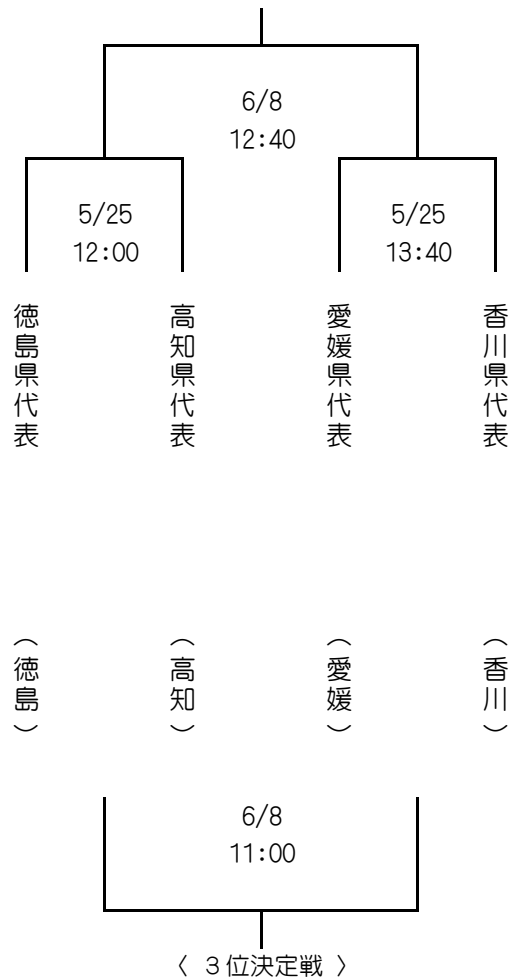 6/8
12:40
5/25
12:00
5/25
13:40
徳島県代表
高知県代表
愛媛県代表
香川県代表
（徳島）
（高知）
（愛媛）
（香川）
6/8
11:00
〈 ３位決定戦 〉